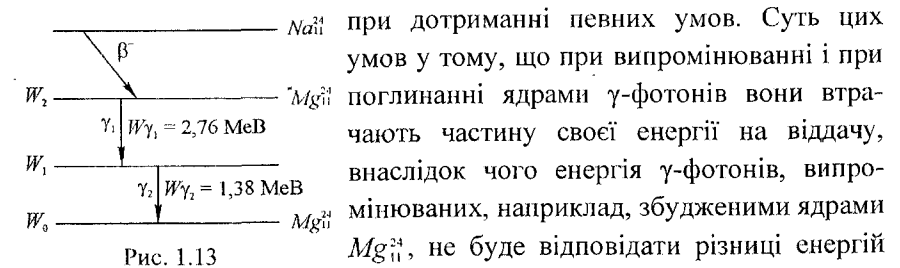 Na²⁴₁₁
β⁻
W₂
*Mg²⁴₁₁
γ₁ Wγ₁ = 2,76 МеВ
W₁
γ₂ Wγ₂ = 1,38 МеВ
W₀
Mg²⁴₁₁
Рис. 1.13
при дотриманні певних умов. Суть цих
умов у тому, що при випромінюванні і при
поглинанні ядрами γ-фотонів вони втра-
чають частину своєї енергії на віддачу,
внаслідок чого енергія γ-фотонів, випро-
мінюваних, наприклад, збудженими ядрами
Mg²⁴₁₁, не буде відповідати різниці енергій